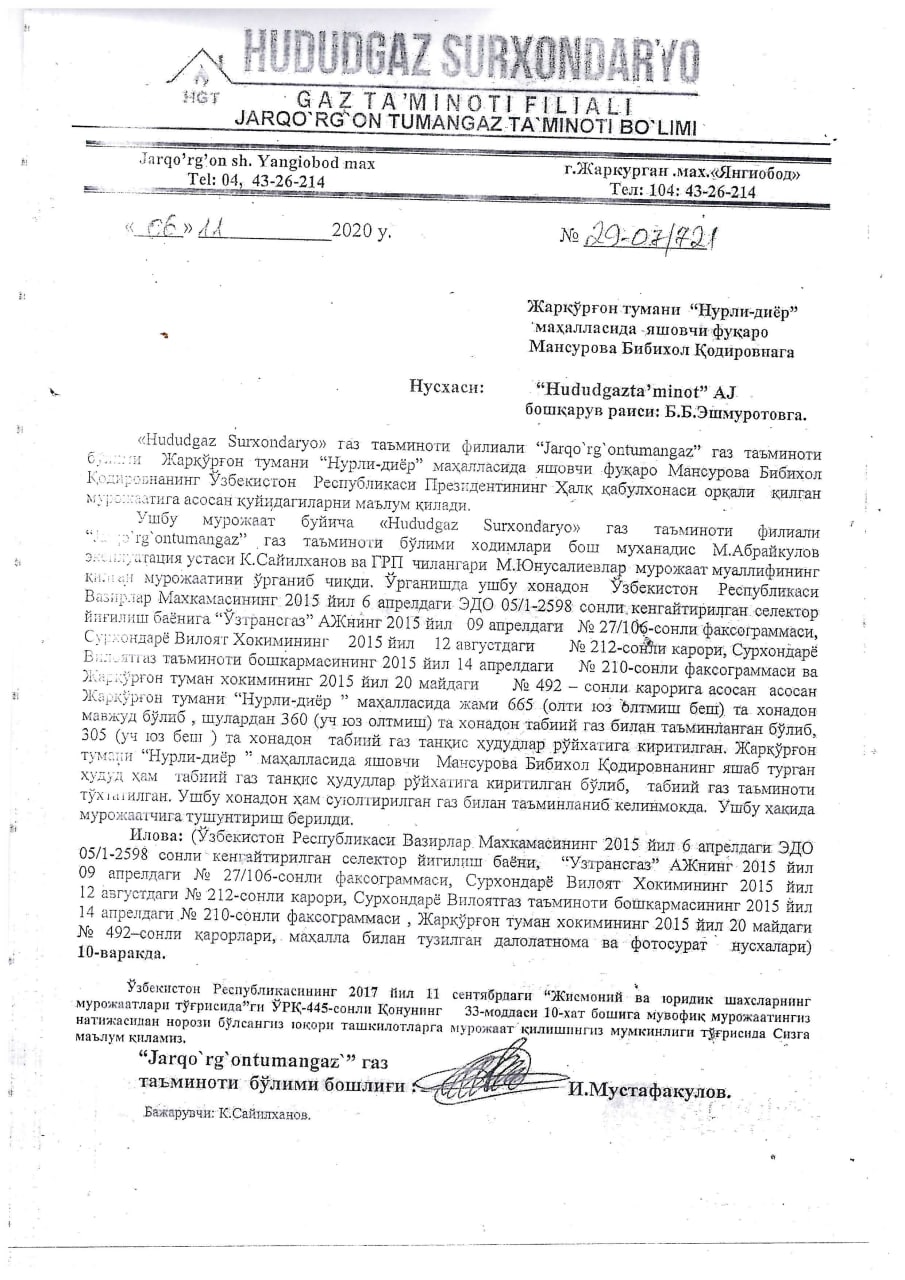 HUDUDGAZ SURXONDARYO
HGT
GAZ TA’MINOTI FILIALI
JARQO`RG`ON TUMANGAZ TA`MINOTI BO`LIMI
Jarqo’rg’on sh. Yangiobod max
Tel: 04, 43-26-214
г.Жаркурган .мах.«Янгиобод»
Тел: 104: 43-26-214
«06» 11 2020 у.
№ 29-07/721
Жарқўрғон тумани “Нурли-диёр”
маҳалласида яшовчи фуқаро
Мансурова Бибихол Қодировнага
Нусхаси: “Hududgazta’minot” AJ
бошқарув раиси: Б.Б.Эшмуротовга.
«Hududgaz Surxondaryo» газ таъминоти филиали “Jarqo`rg`ontumangaz” газ таъминоти
Жарқўрғон тумани “Нурли-диёр” маҳалласида яшовчи фуқаро Мансурова Бибихол
Қодировнанинг Ўзбекистон Республикаси Президентининг Ҳалқ қабулхонаси орқали қилган
мурожаатига асосан қуйидагиларни маълум қилади.
Ушбу мурожаат буйича «Hududgaz Surxondaryo» газ таъминоти филиали
“Jarqo`rg`ontumangaz” газ таъминоти бўлими ходимлари бош муханадис М.Абрайкулов
эксплуатация устаси К.Сайилханов ва ГРП чилангари М.Юнусалиевлар мурожаат муаллифининг
қилган мурожаатини ўрганиб чиқди. Ўрганишда ушбу хонадон Ўзбекистон Республикаси
Вазирлар Махкамасининг 2015 йил 6 апрелдаги ЭДО 05/1-2598 сонли кенгайтирилган селектор
йиғилиш баёнига “Ўзтрансгаз” АЖнинг 2015 йил 09 апрелдаги № 27/106-сонли факсограммаси,
Сурхондарё Вилоят Хокимининг 2015 йил 12 августдаги № 212-сонли карори, Сурхондарё
Вилоятгаз таъминоти бошкармасининг 2015 йил 14 апрелдаги № 210-сонли факсограммаси ва
Жарқўрғон туман хокимининг 2015 йил 20 майдаги № 492 – сонли карорига асосан асосан
Жарқўрғон тумани “Нурли-диёр ” маҳалласида жами 665 (олти юз олтмиш беш) та хонадон
мавжуд бўлиб , шулардан 360 (уч юз олтмиш) та хонадон табиий газ билан таъминланган бўлиб,
305 (уч юз беш ) та хонадон табиий газ танқис ҳудудлар рўйхатига киритилган. Жарқўрғон
тумани “Нурли-диёр ” маҳалласида яшовчи Мансурова Бибихол Қодировнанинг яшаб турган
ҳудуд ҳам табиий газ танқис ҳудудлар рўйхатига киритилган бўлиб, табиий газ таъминоти
тўхтатилган. Ушбу хонадон ҳам суюлтирилган газ билан таъминланиб келинмокда. Ушбу ҳақида
мурожаатчига тушунтириш берилди.
Илова: (Ўзбекистон Республикаси Вазирлар Махкамасининг 2015 йил 6 апрелдаги ЭДО
05/1-2598 сонли кенгайтирилган селектор йигилиш баёни, “Узтрансгаз” АЖнинг 2015 йил
09 апрелдаги № 27/106-сонли факсограммаси, Сурхондарё Вилоят Хокимининг 2015 йил
12 августдаги № 212-сонли карори, Сурхондарё Вилоятгаз таъминоти бошкармасининг 2015 йил
14 апрелдаги № 210-сонли факсограммаси , Жарқўрғон туман хокимининг 2015 йил 20 майдаги
№ 492–сонли қарорлари, махалла билан тузилган далолатнома ва фотосурат нусхалари)
10-варақда.
Ўзбекистон Республикасининг 2017 йил 11 сентябрдаги “Жисмоний ва юридик шахсларнинг
мурожаатлари тўғрисида”ги ЎРҚ-445-сонли Қонунинг 33-моддаси 10-хат бошига мувофиқ мурожаатингиз
натижасидан норози бўлсангиз юқори ташкилотларга мурожаат қилишингиз мумкинлиги тўғрисида Сизга
маълум қиламиз.
“Jarqo`rg`ontumangaz`” газ
таъминоти бўлими бошлиғи : И.Мустафакулов.
Бажарувчи: К.Сайилханов.